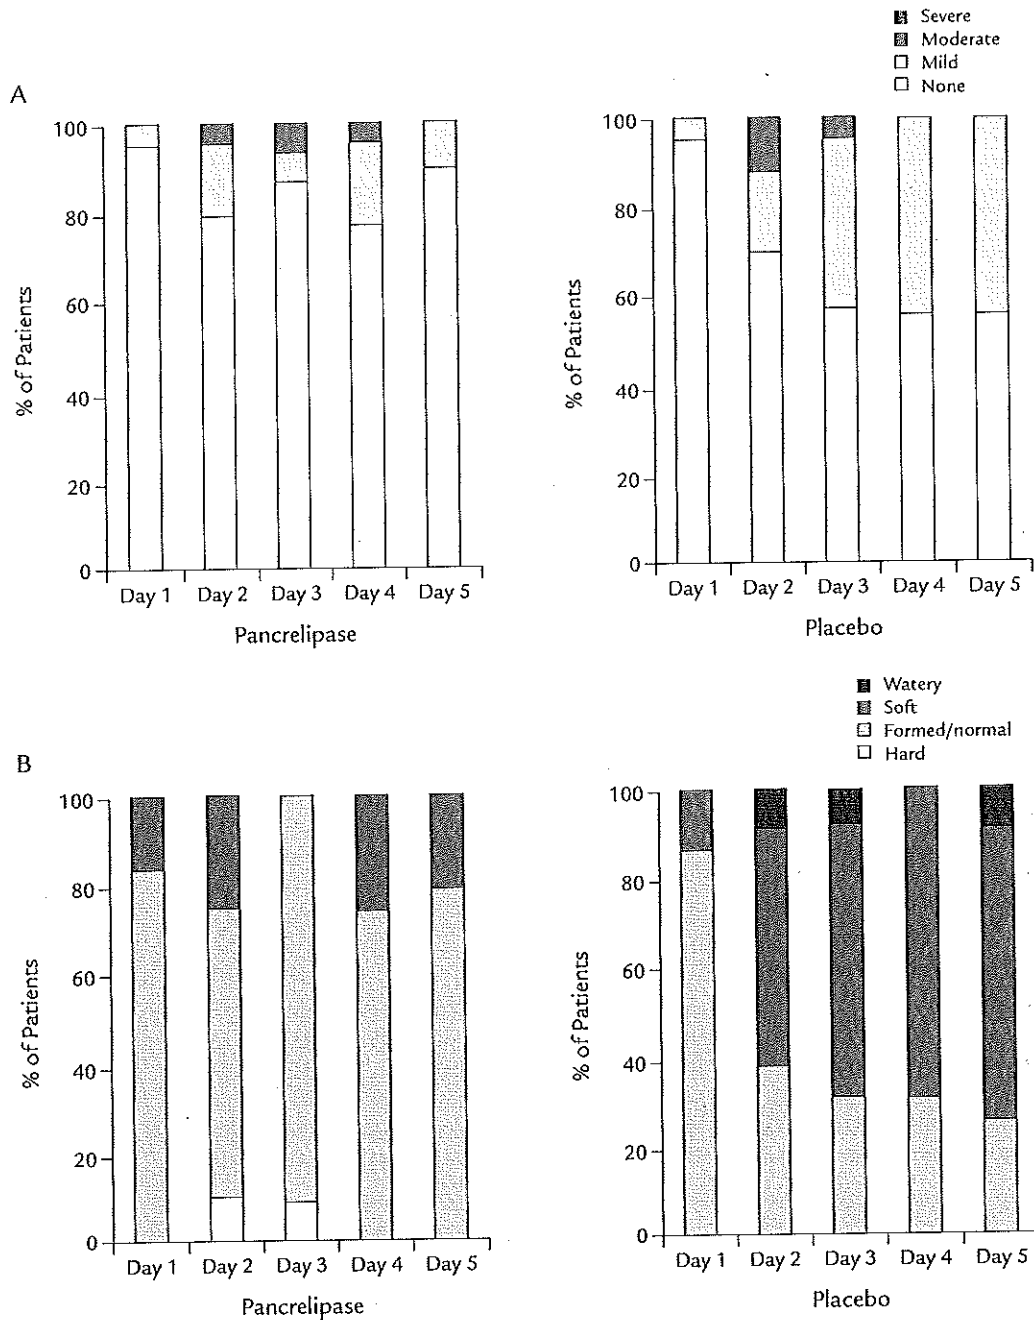 Severe
Moderate
Mild
None
A
100
80
60
40
20
0
% of Patients
Day 1 Day 2 Day 3 Day 4 Day 5
Pancrelipase
100
80
60
40
20
0
% of Patients
Day 1 Day 2 Day 3 Day 4 Day 5
Placebo
Watery
Soft
Formed/normal
Hard
B
100
80
60
40
20
0
% of Patients
Day 1 Day 2 Day 3 Day 4 Day 5
Pancrelipase
100
80
60
40
20
0
% of Patients
Day 1 Day 2 Day 3 Day 4 Day 5
Placebo